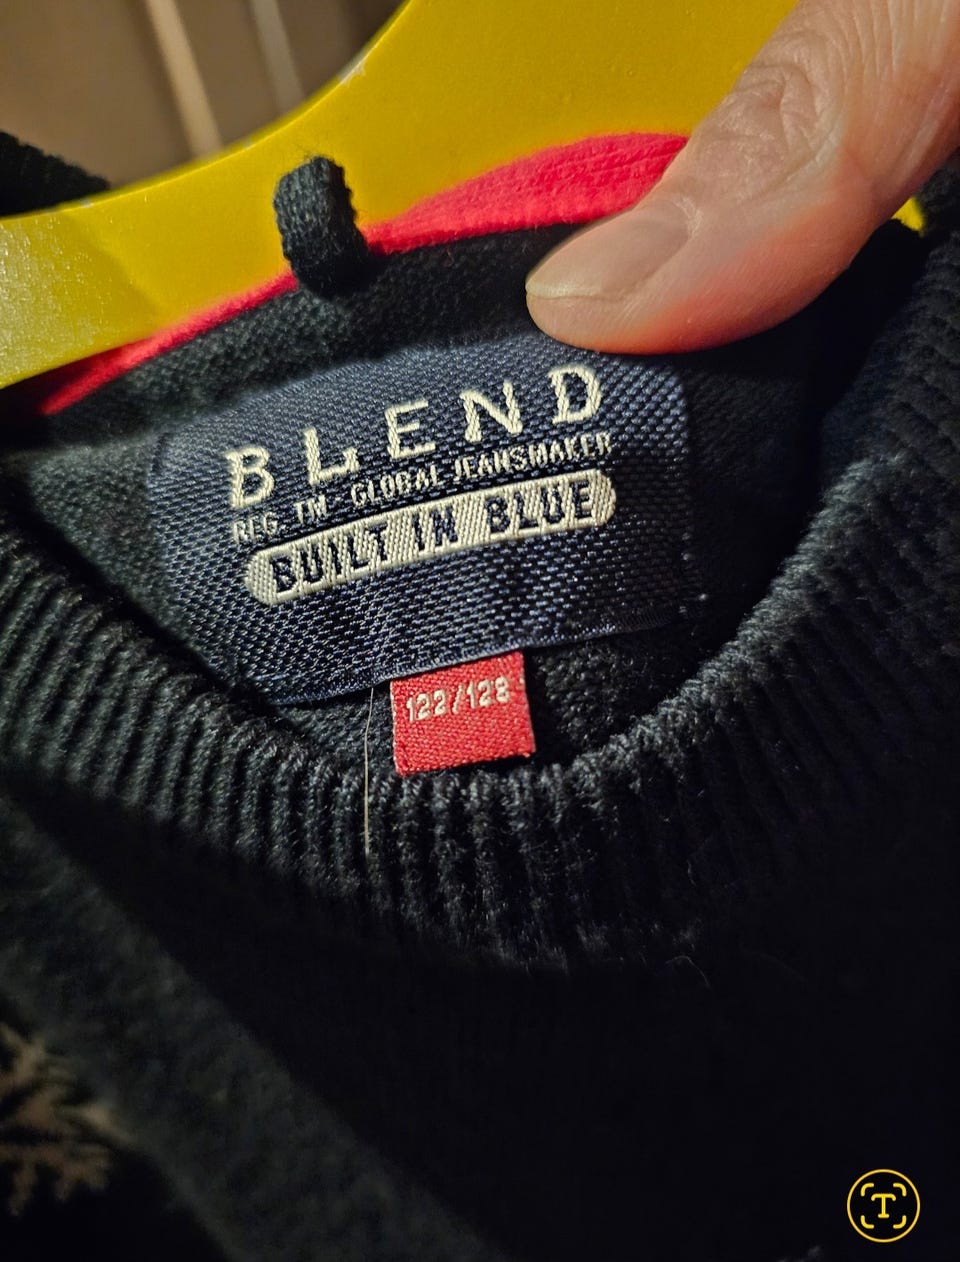 BLEND
REG. TM - GLOBAL JEANSMAKER
BUILT IN BLUE
122/128